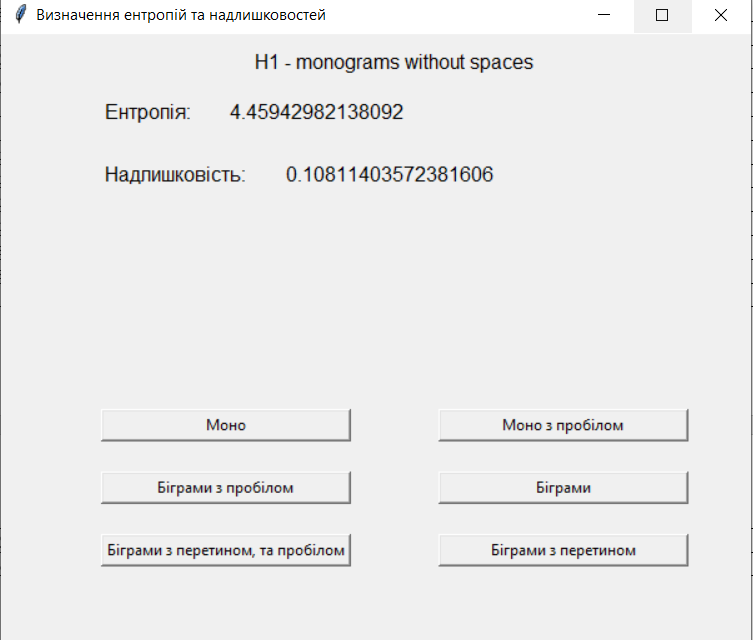 Визначення ентропій та надлишковостей
H1 - monograms without spaces
Ентропія: 4.45942982138092
Надлишковість: 0.10811403572381606
Моно Моно з пробілом
Біграми з пробілом Біграми
Біграми з перетином, та пробілом Біграми з перетином